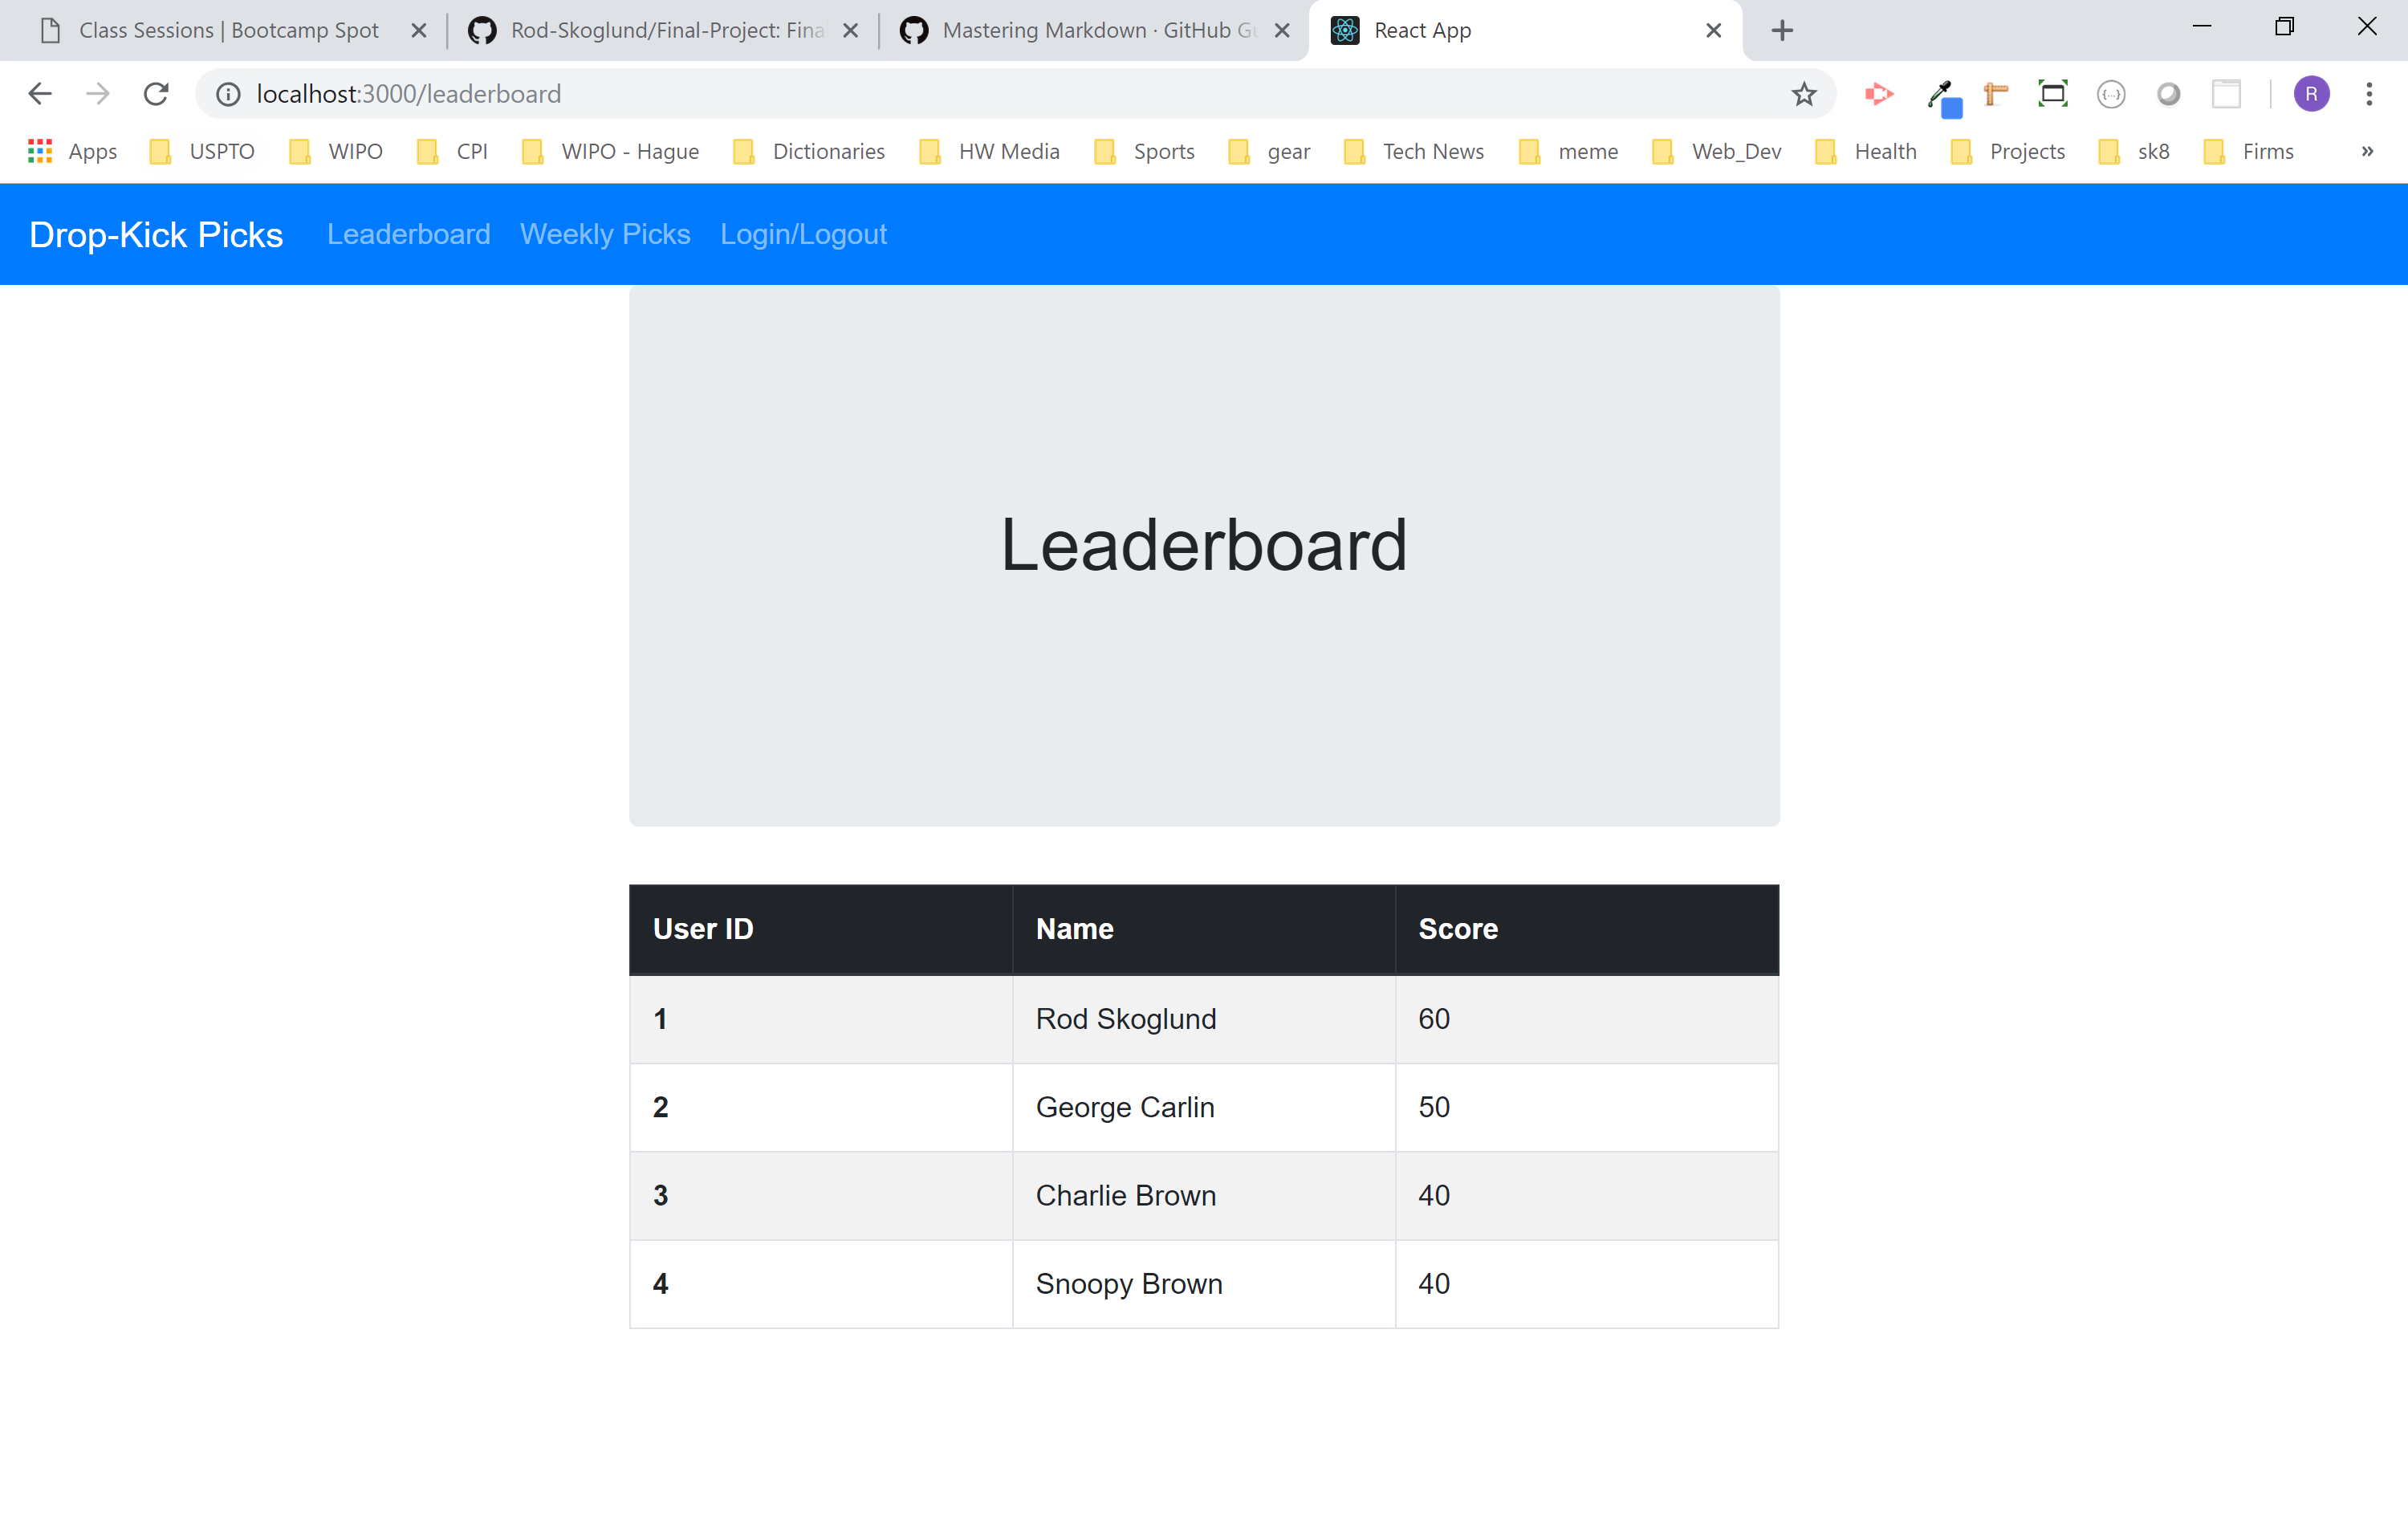 Class Sessions | Bootcamp Spot
Rod-Skoglund/Final-Project: Fina
Mastering Markdown · GitHub Gu
React App
localhost:3000/leaderboard
R
Apps USPTO WIPO CPI WIPO - Hague Dictionaries HW Media Sports gear Tech News meme Web_Dev Health Projects sk8 Firms »
Drop-Kick Picks Leaderboard Weekly Picks Login/Logout
Leaderboard
User ID Name Score
1 Rod Skoglund 60
2 George Carlin 50
3 Charlie Brown 40
4 Snoopy Brown 40